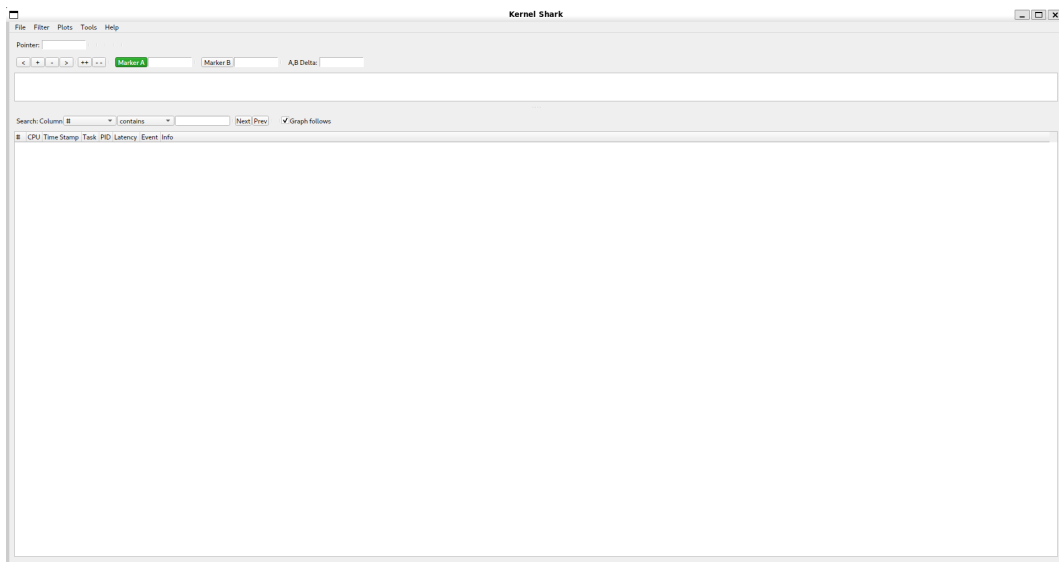 Kernel Shark
File Filter Plots Tools Help
Pointer:
< + - > ++ -- Marker A Marker B A,B Delta:
Search: Column # contains Next Prev Graph follows
# CPU Time Stamp Task PID Latency Event Info